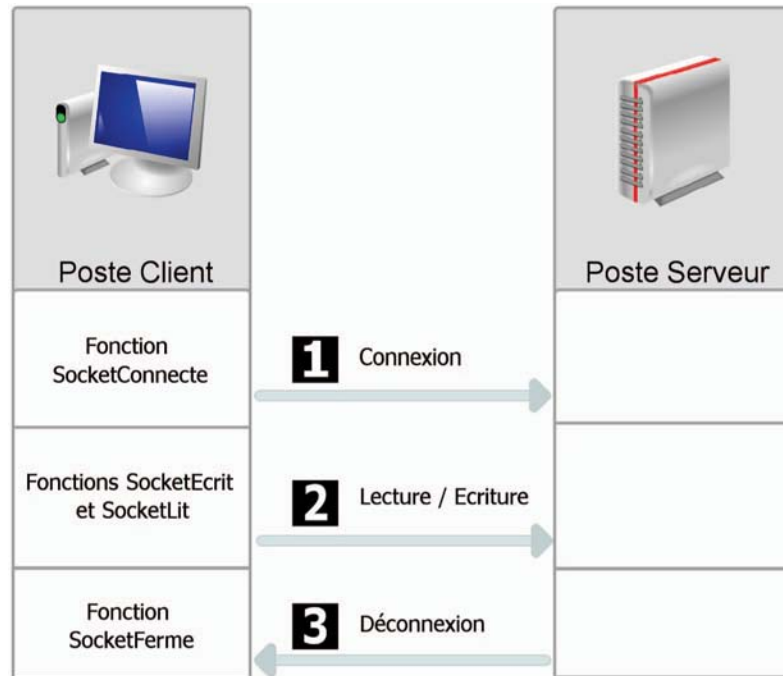 Poste Client
Poste Serveur
Fonction
SocketConnecte
1 Connexion
Fonctions SocketEcrit
et SocketLit
2 Lecture / Ecriture
Fonction
SocketFerme
3 Déconnexion